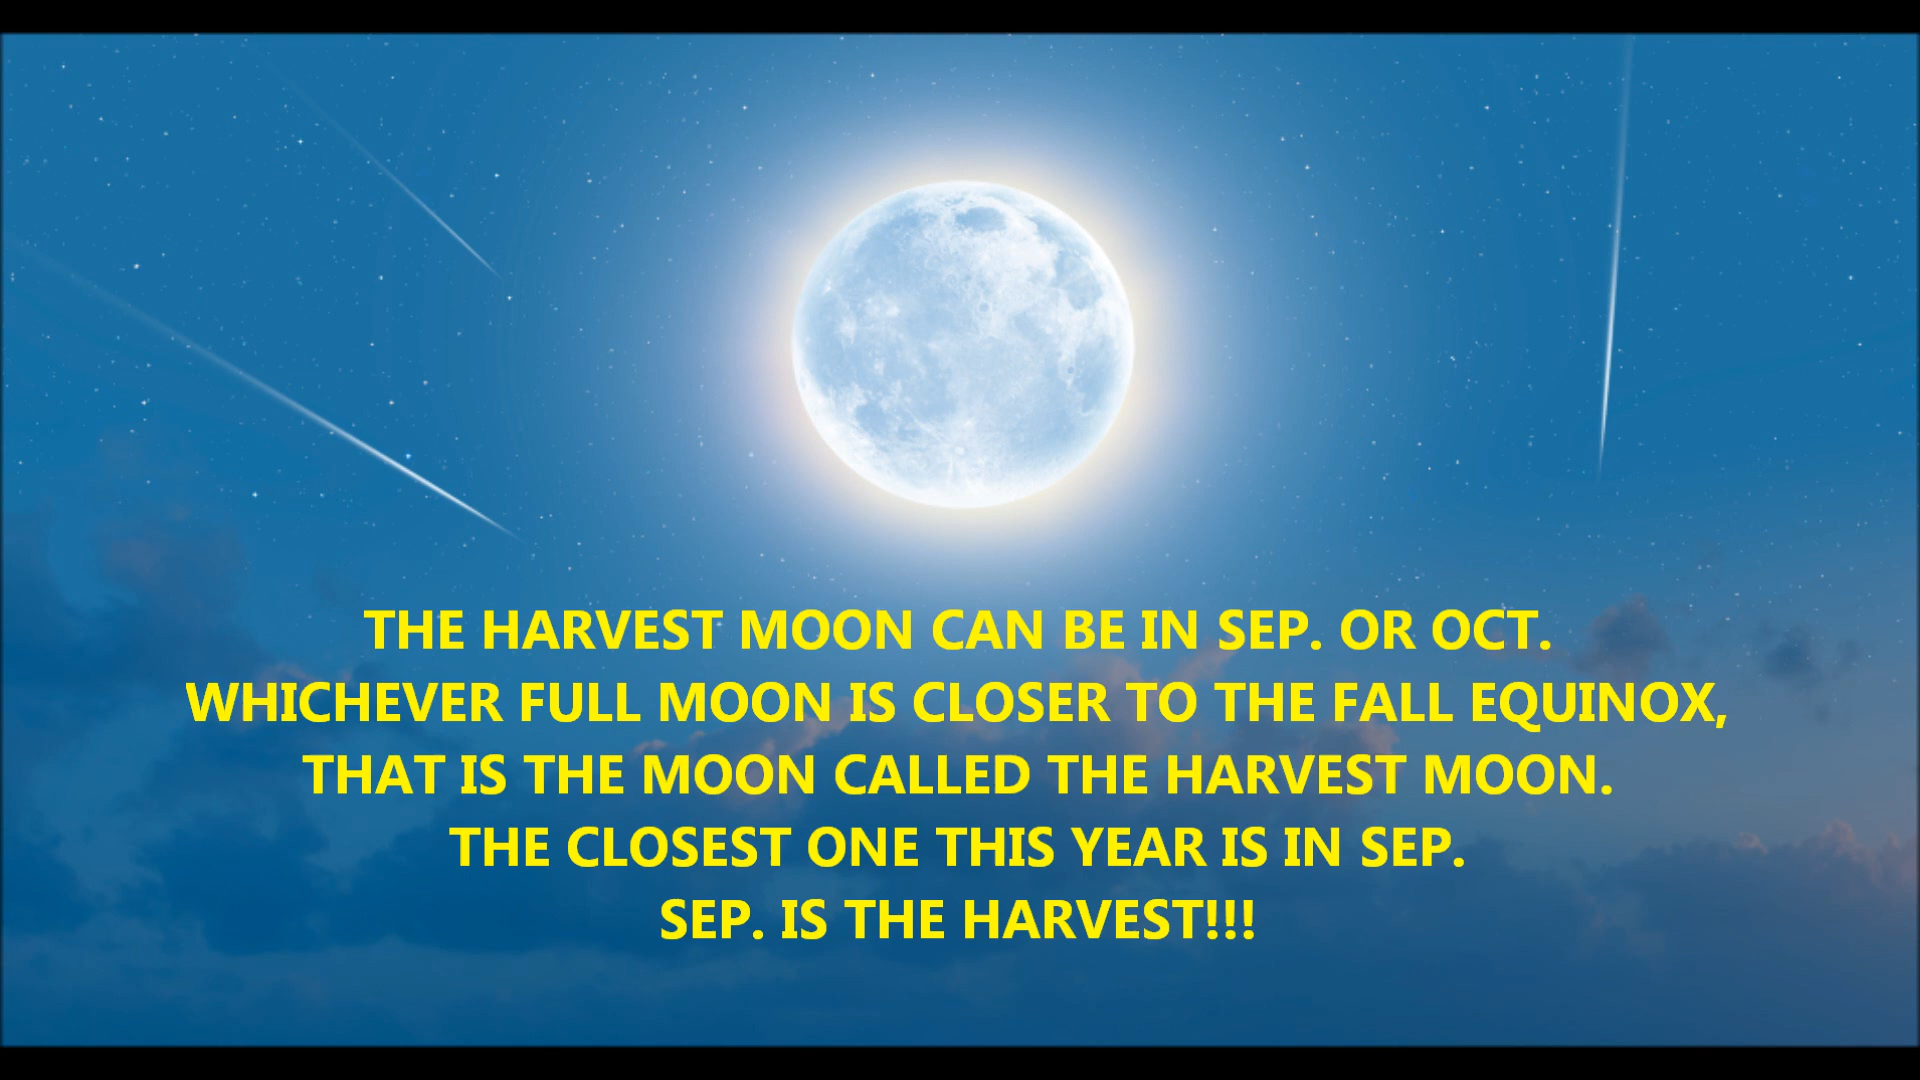 THE HARVEST MOON CAN BE IN SEP. OR OCT.
WHICHEVER FULL MOON IS CLOSER TO THE FALL EQUINOX,
THAT IS THE MOON CALLED THE HARVEST MOON.
THE CLOSEST ONE THIS YEAR IS IN SEP.
SEP. IS THE HARVEST!!!